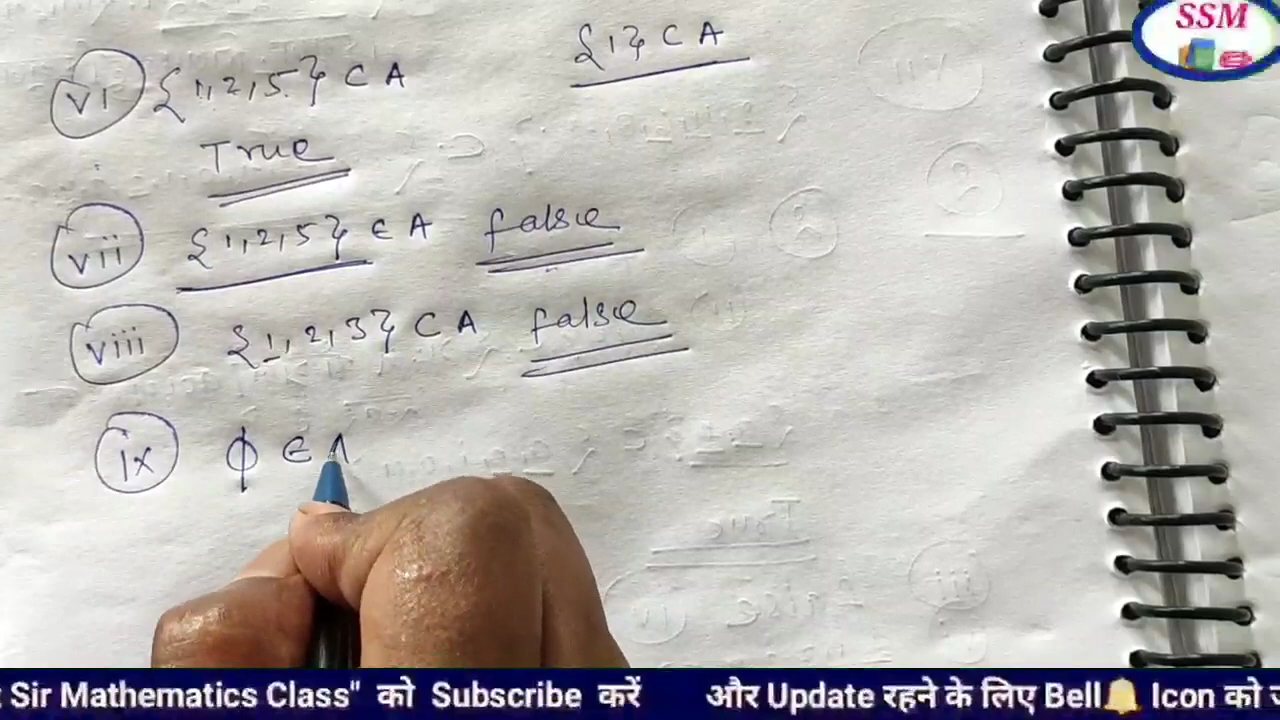 {1} ⊂ A
SSM
vi {1,2,5} ⊂ A
True
vii {1,2,5} ∈ A false
viii {1,2,3} ⊂ A false
ix φ ∈ A
Sir Mathematics Class" को Subscribe करें और Update रहने के लिए Bell🔔 Icon को